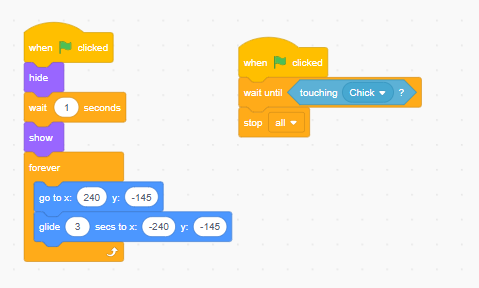 when clicked
hide
wait 1 seconds
show
forever
go to x: 240 y: -145
glide 3 secs to x: -240 y: -145
when clicked
wait until touching Chick ?
stop all